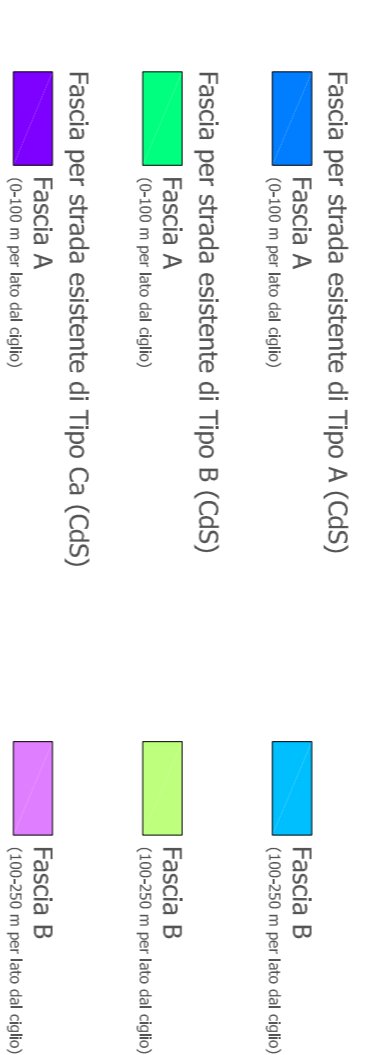 Fascia per strada esistente di Tipo A (CdS)
Fascia A
(0-100 m per lato dal ciglio)
Fascia B
(100-250 m per lato dal ciglio)
Fascia per strada esistente di Tipo B (CdS)
Fascia A
(0-100 m per lato dal ciglio)
Fascia B
(100-250 m per lato dal ciglio)
Fascia per strada esistente di Tipo Ca (CdS)
Fascia A
(0-100 m per lato dal ciglio)
Fascia B
(100-250 m per lato dal ciglio)